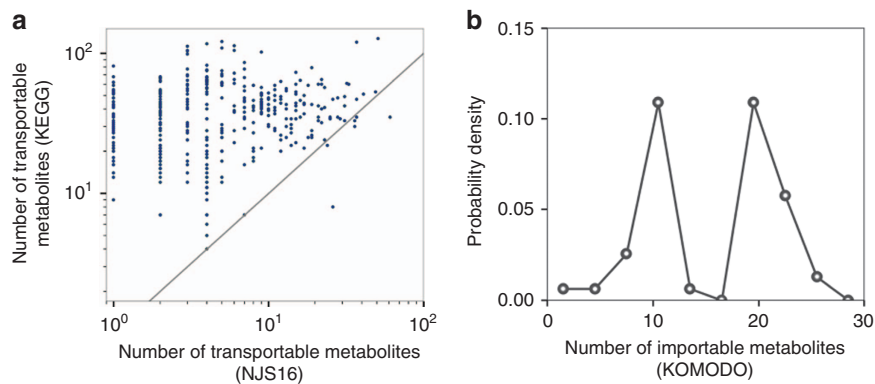 a
Number of transportable
metabolites (KEGG)
10²
10¹
10⁰
10¹
10²
Number of transportable metabolites
(NJS16)
b
Probability density
0.15
0.10
0.05
0.00
0
10
20
30
Number of importable metabolites
(KOMODO)